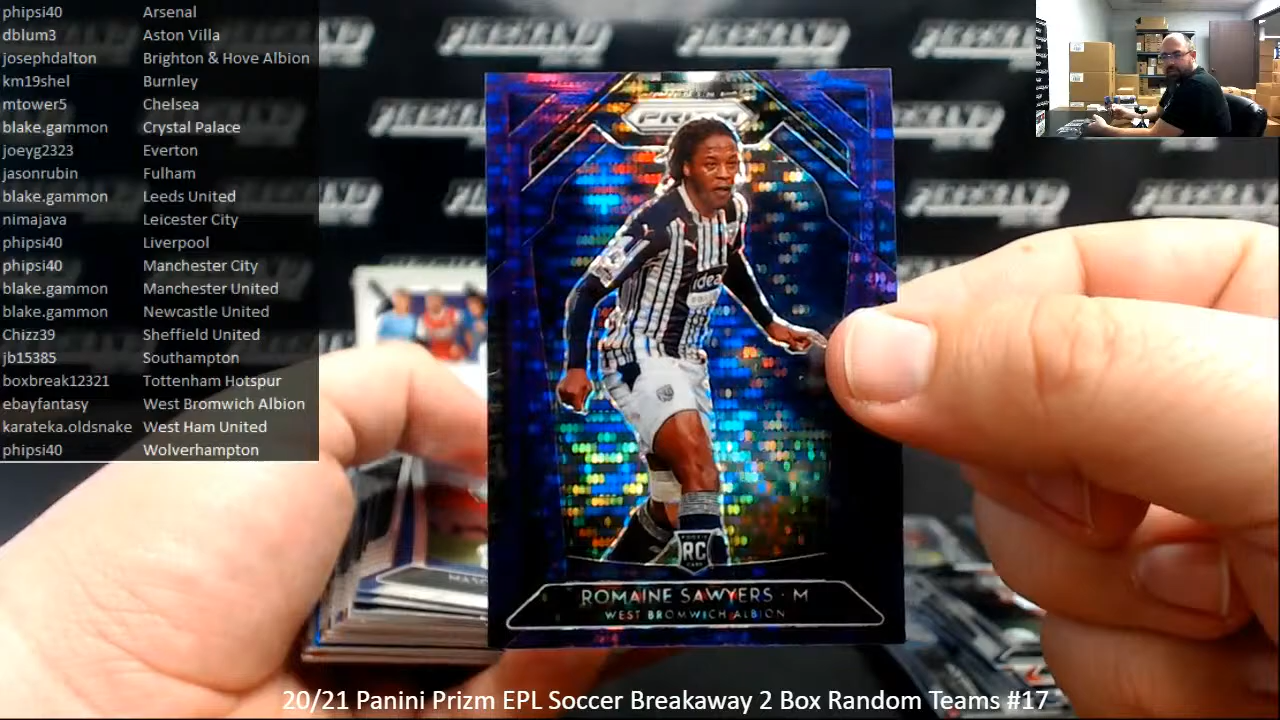 phipsi40 Arsenal
dblum3 Aston Villa
josephdalton Brighton & Hove Albion
km19shel Burnley
mtower5 Chelsea
blake.gammon Crystal Palace
joeyg2323 Everton
jasonrubin Fulham
blake.gammon Leeds United
nimajava Leicester City
phipsi40 Liverpool
phipsi40 Manchester City
blake.gammon Manchester United
blake.gammon Newcastle United
Chizz39 Sheffield United
jb15385 Southampton
boxbreak12321 Tottenham Hotspur
ebayfantasy West Bromwich Albion
karateka.oldsnake West Ham United
phipsi40 Wolverhampton
PRIZM
ideal
RC
ROMAINE SAWYERS · M
WEST BROMWICH ALBION
20/21 Panini Prizm EPL Soccer Breakaway 2 Box Random Teams #17